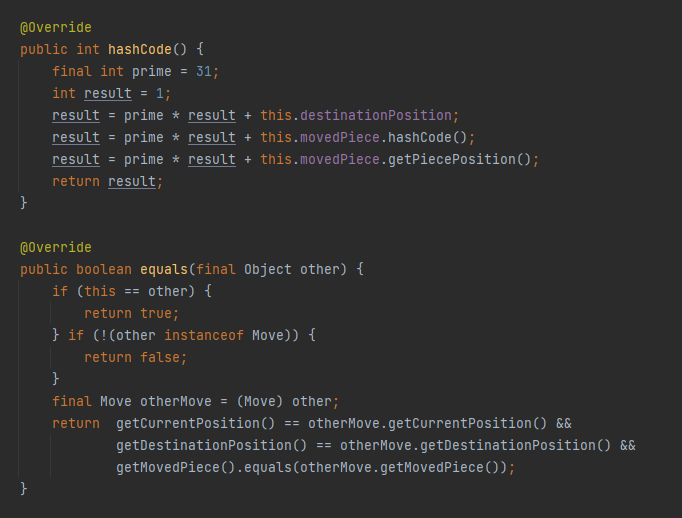 @Override
public int hashCode() {
    final int prime = 31;
    int result = 1;
    result = prime * result + this.destinationPosition;
    result = prime * result + this.movedPiece.hashCode();
    result = prime * result + this.movedPiece.getPiecePosition();
    return result;
}

@Override
public boolean equals(final Object other) {
    if (this == other) {
        return true;
    } if (!(other instanceof Move)) {
        return false;
    }
    final Move otherMove = (Move) other;
    return  getCurrentPosition() == otherMove.getCurrentPosition() &&
            getDestinationPosition() == otherMove.getDestinationPosition() &&
            getMovedPiece().equals(otherMove.getMovedPiece());
}